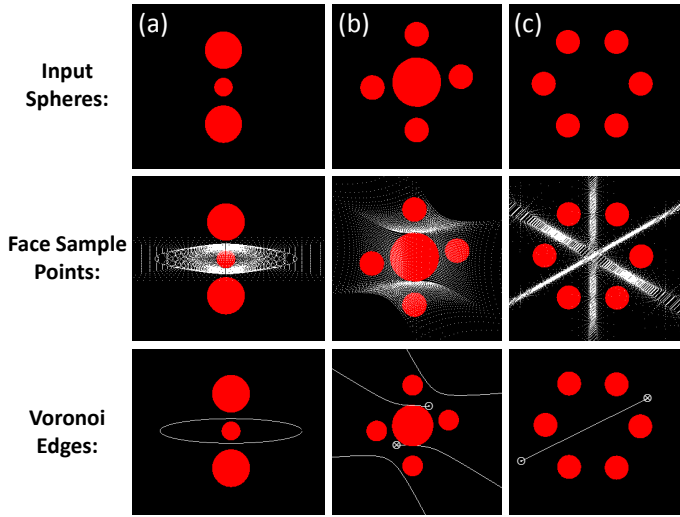 (a)
(b)
(c)
Input
Spheres:
Face Sample
Points:
Voronoi
Edges: